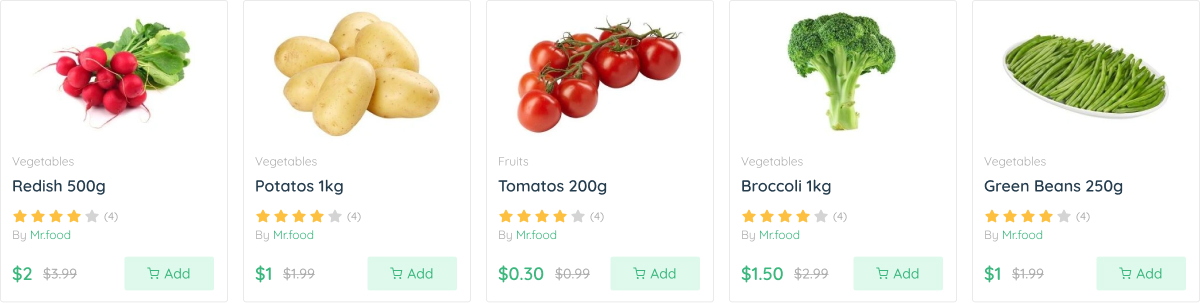 Vegetables
Redish 500g
(4)
By Mr.food
$2 $3.99 Add
Vegetables
Potatos 1kg
(4)
By Mr.food
$1 $1.99 Add
Fruits
Tomatos 200g
(4)
By Mr.food
$0.30 $0.99 Add
Vegetables
Broccoli 1kg
(4)
By Mr.food
$1.50 $2.99 Add
Vegetables
Green Beans 250g
(4)
By Mr.food
$1 $1.99 Add